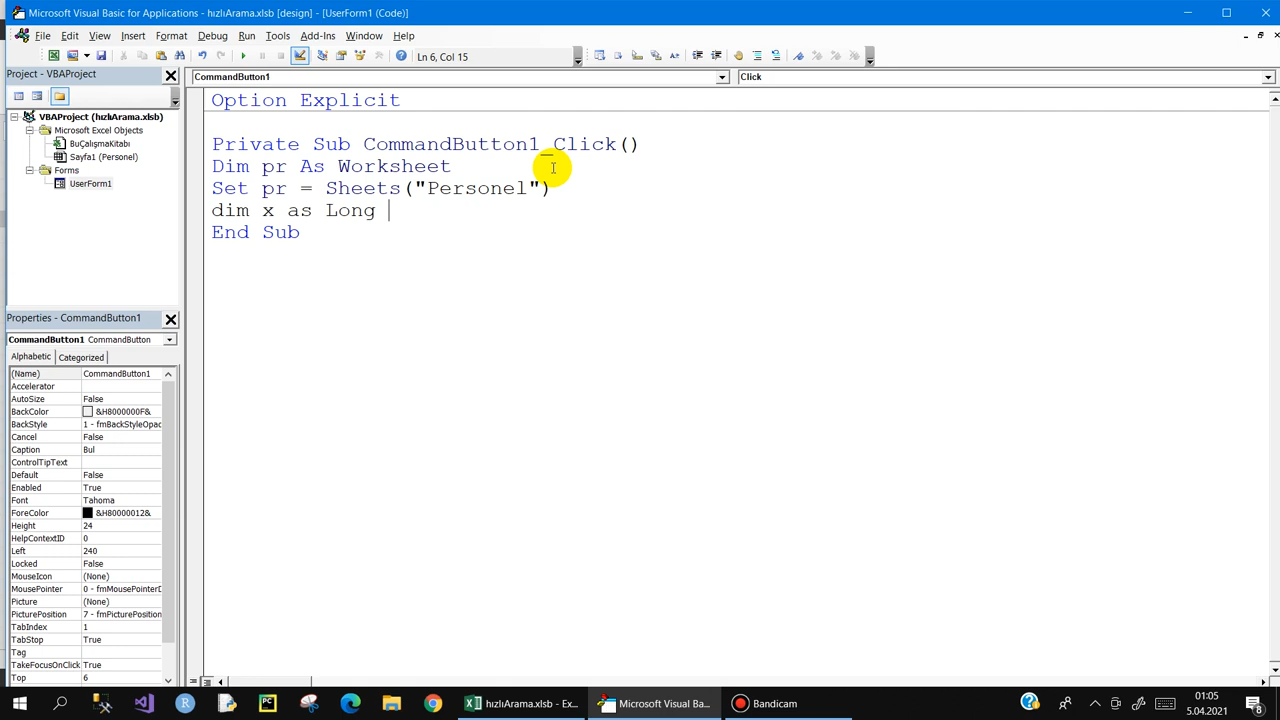 Microsoft Visual Basic for Applications - hızlıArama.xlsb [design] - [UserForm1 (Code)]
File Edit View Insert Format Debug Run Tools Add-Ins Window Help
Ln 6, Col 15
Project - VBAProject
CommandButton1
Click
VBAProject (hızlıArama.xlsb)
Microsoft Excel Objects
BuÇalışmaKitabı
Sayfa1 (Personel)
Forms
UserForm1
Option Explicit
Private Sub CommandButton1_Click()
Dim pr As Worksheet
Set pr = Sheets("Personel")
dim x as Long
End Sub
Properties - CommandButton1
CommandButton1 CommandButton
Alphabetic Categorized
(Name) CommandButton1
Accelerator
AutoSize False
BackColor &H8000000F&
BackStyle 1 - fmBackStyleOpac
Cancel False
Caption Bul
ControlTipText
Default False
Enabled True
Font Tahoma
ForeColor &H80000012&
Height 24
HelpContextID 0
Left 240
Locked False
MouseIcon (None)
MousePointer 0 - fmMousePointerD
Picture (None)
PicturePosition 7 - fmPicturePosition
TabIndex 1
TabStop True
Tag
TakeFocusOnClick True
Top 6
hızlıArama.xlsb - Ex...
Microsoft Visual Ba...
Bandicam
01:05
5.04.2021
8